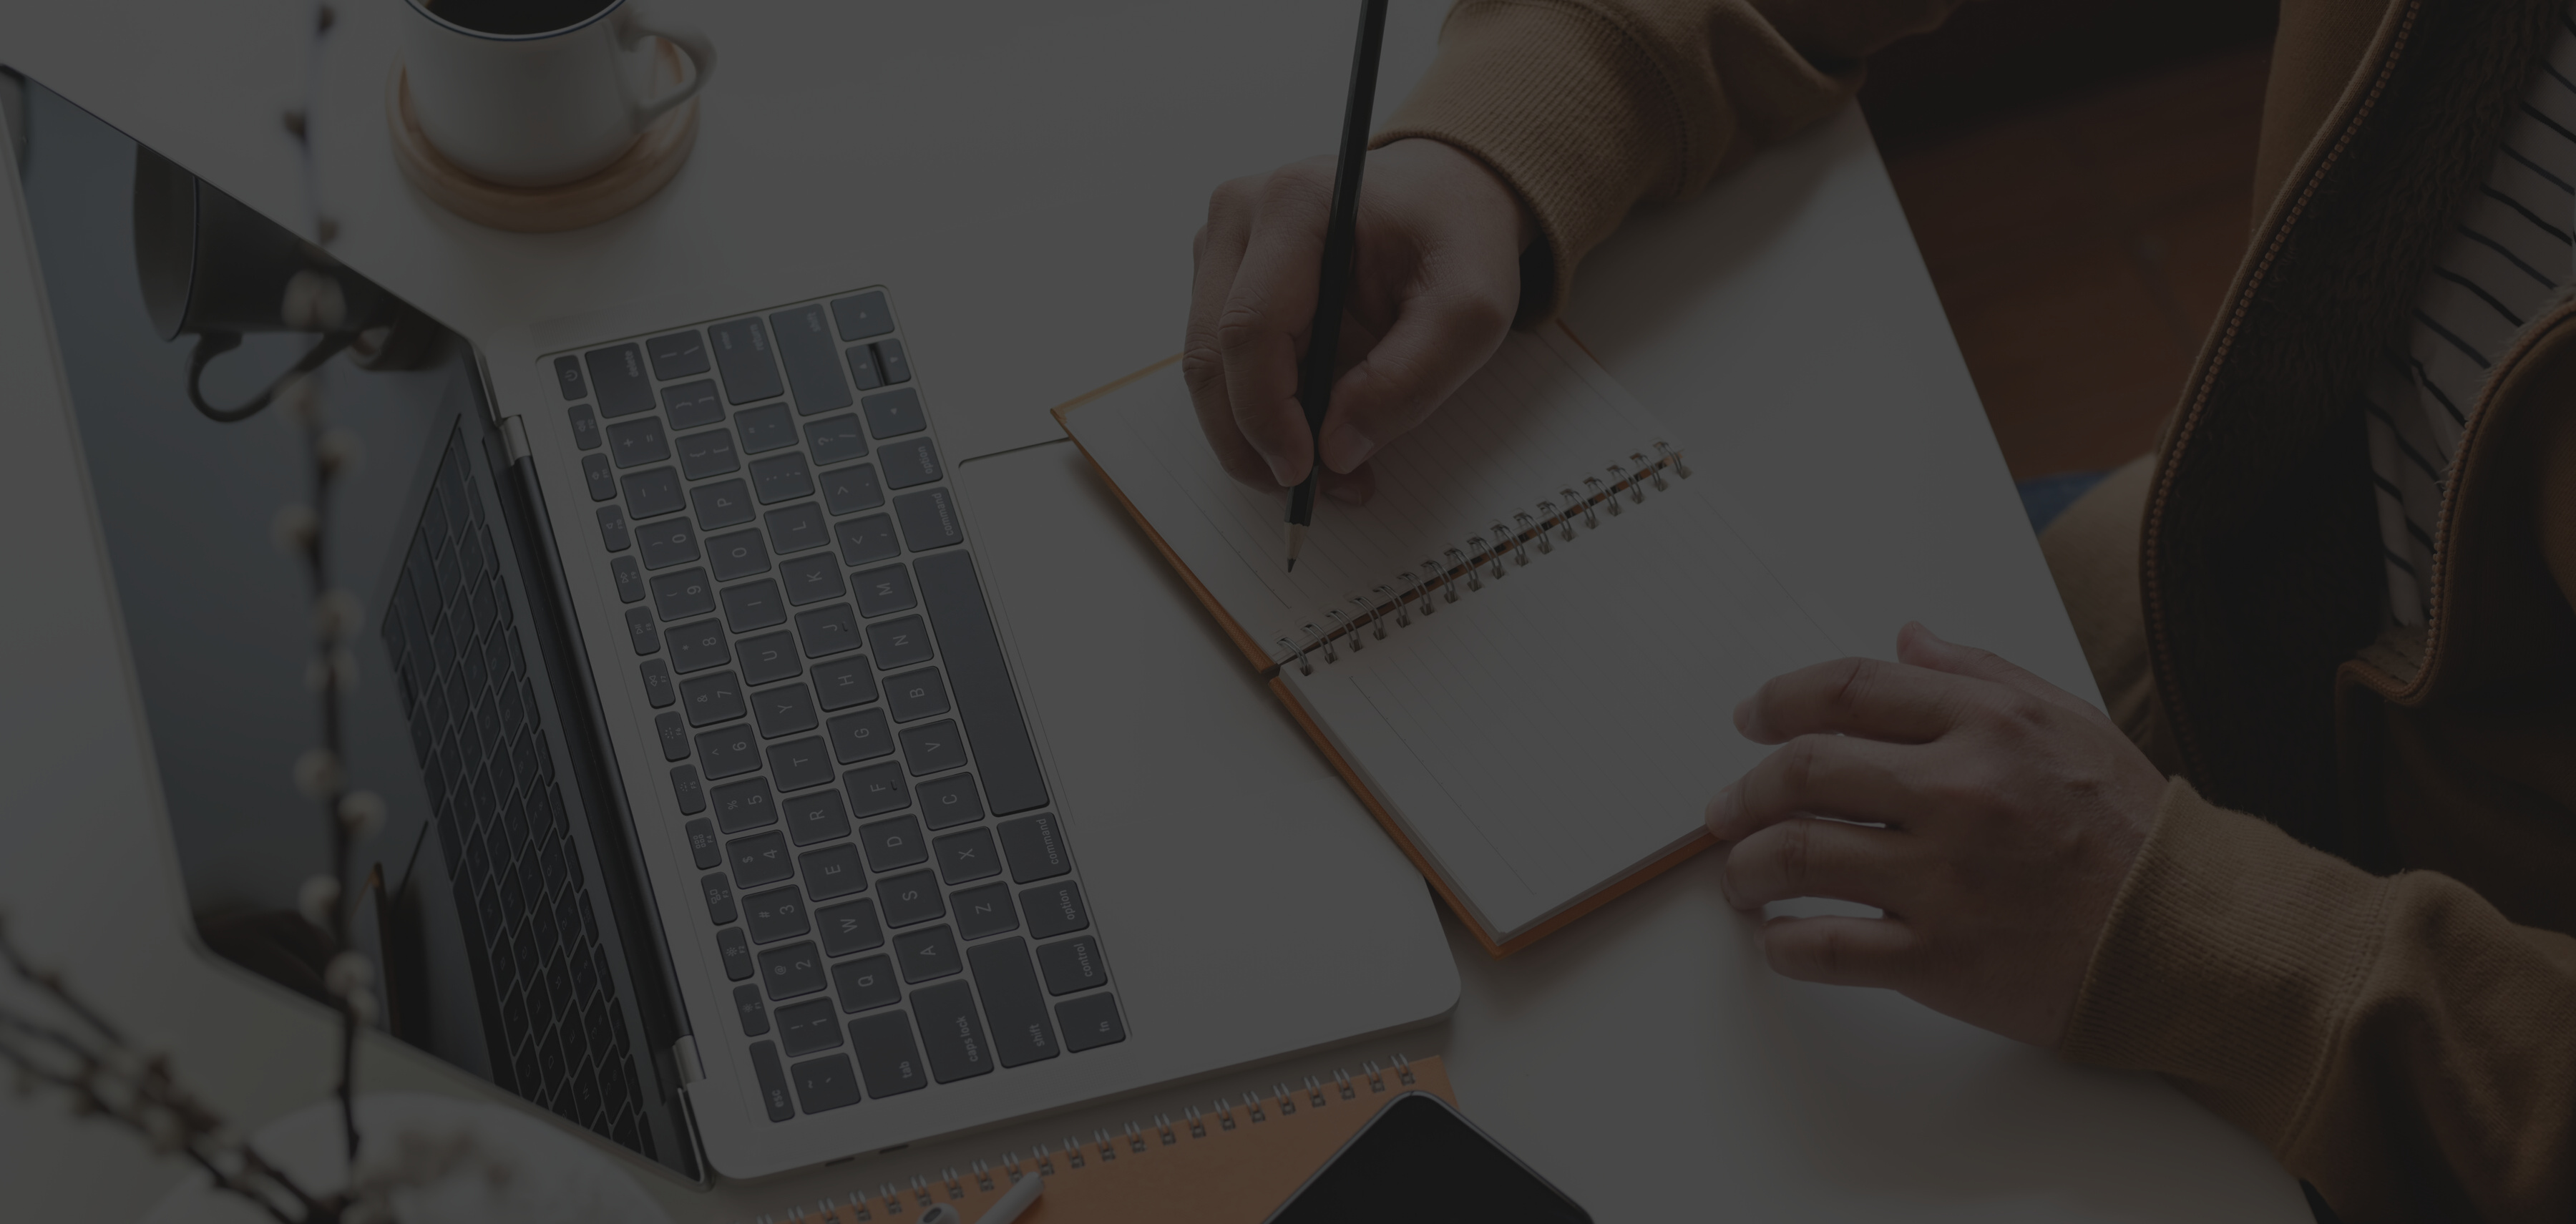 esc
~ `
! 1
@ 2
# 3
$ 4
% 5
^ 6
& 7
* 8
( 9
) 0
_ -
+ =
delete
tab
Q
W
E
R
T
Y
U
I
O
P
{ [
} ]
| \
caps lock
A
S
D
F
G
H
J
K
L
: ;
" '
return
shift
Z
X
C
V
B
N
M
< ,
> .
? /
shift
fn
control
option
command
command
option